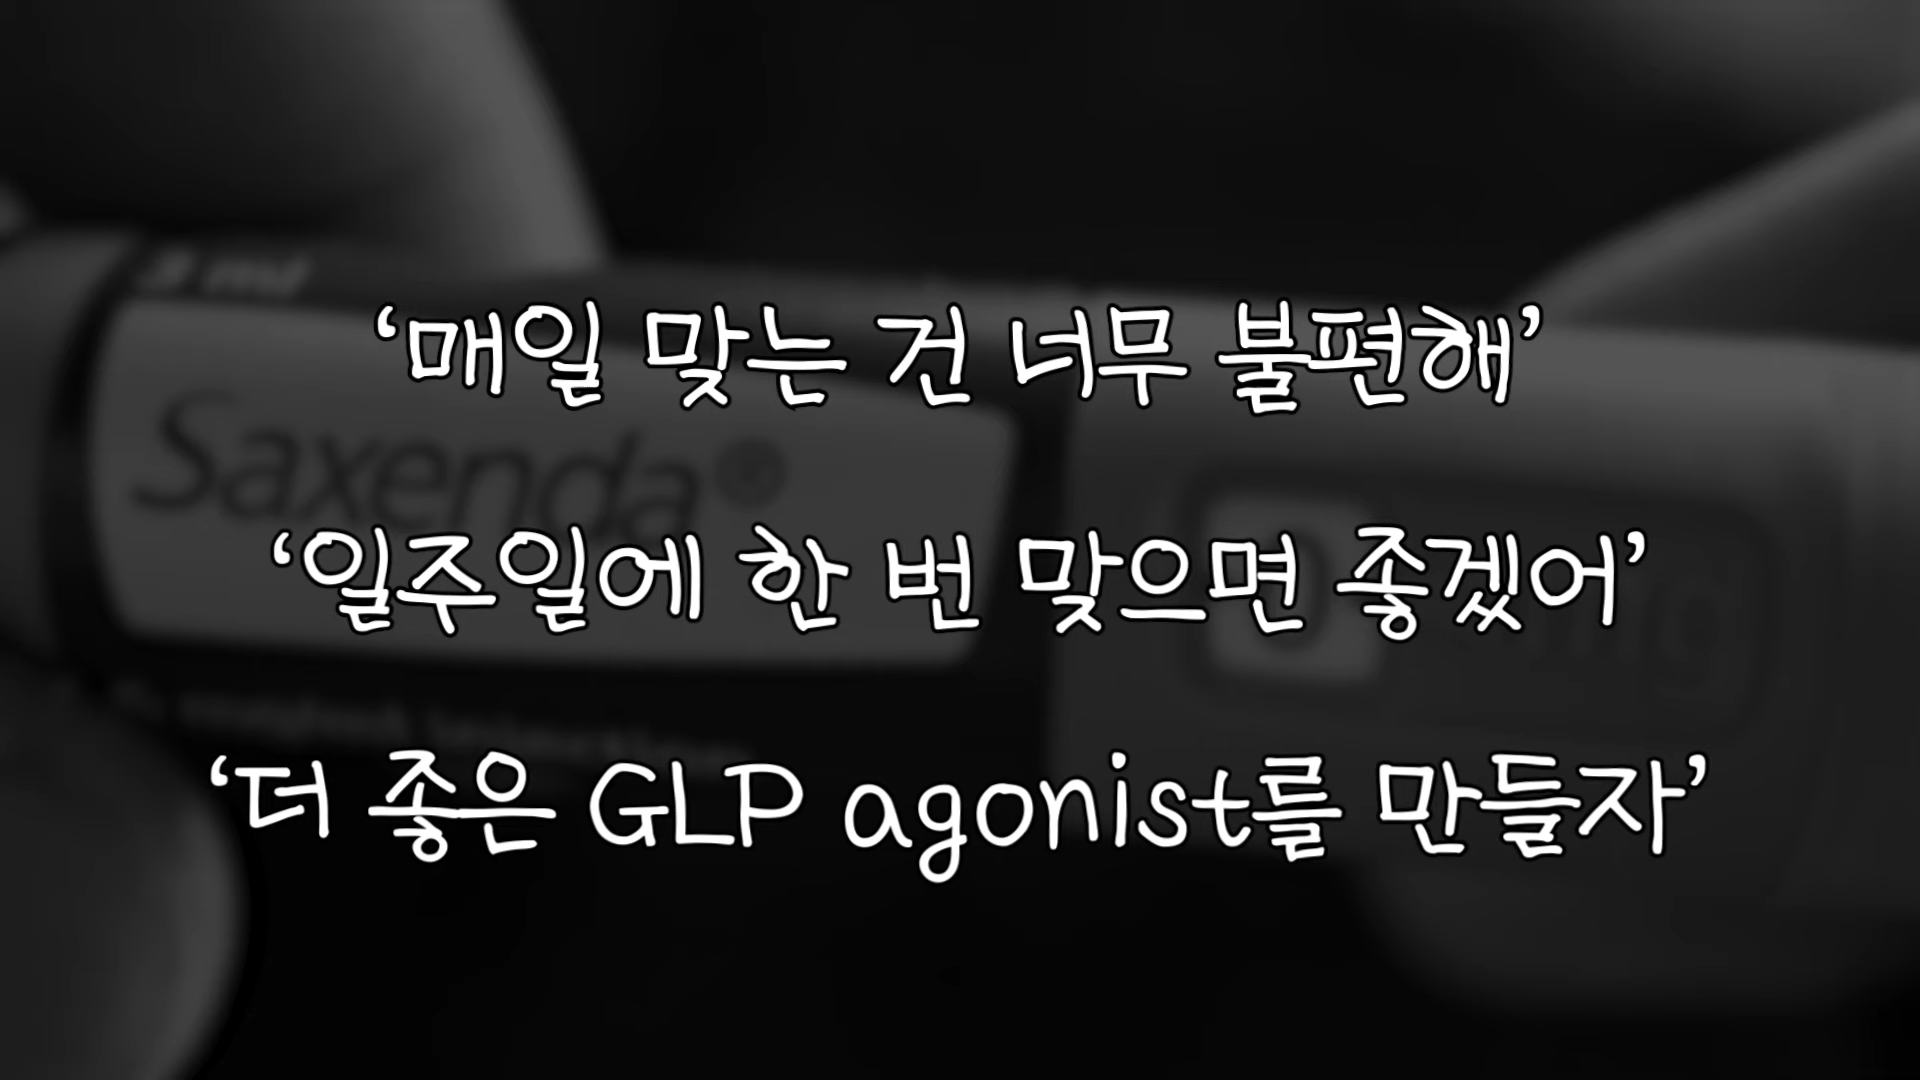 3 ml
‘매일 맞는 건 너무 불편해’
Saxenda®
‘일주일에 한 번 맞으면 좋겠어’
‘더 좋은 GLP agonist를 만들자’